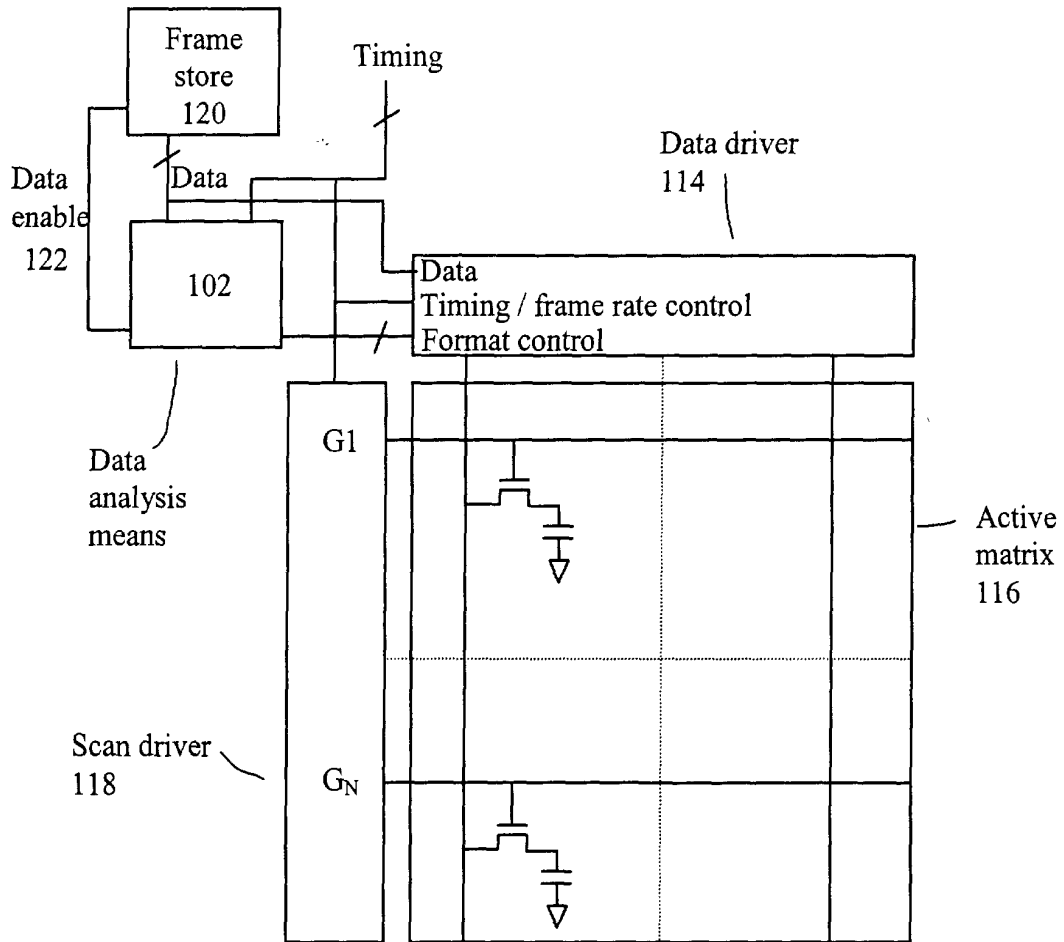 Frame
store
120
Timing
Data driver
114
Data
Data
enable
122
102
Data
Timing / frame rate control
Format control
G1
Data
analysis
means
Active
matrix
116
Scan driver
118
GN